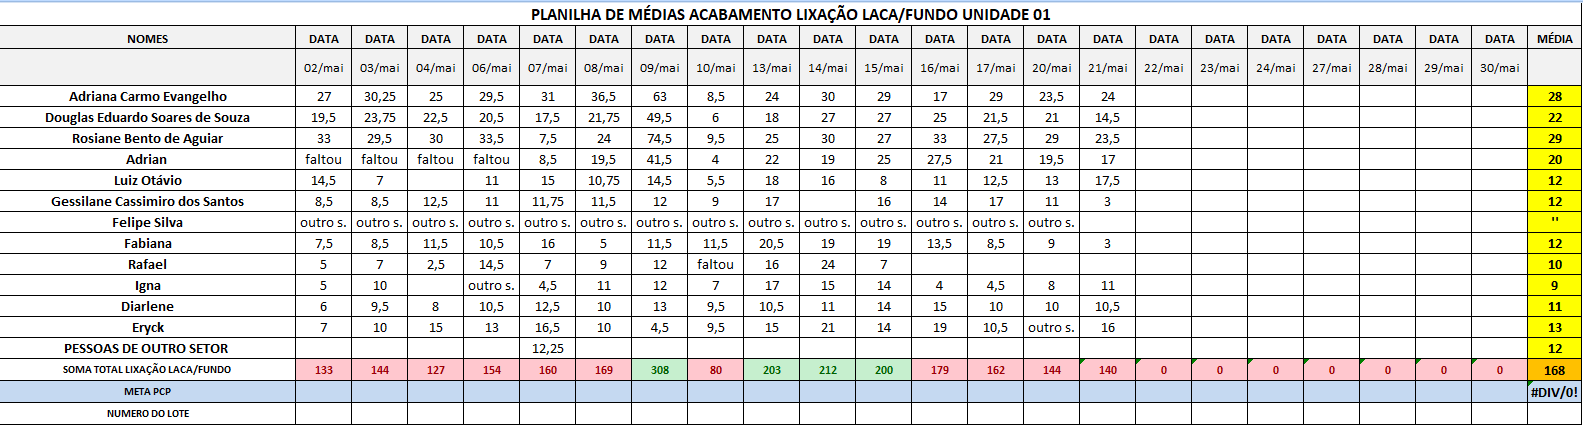 PLANILHA DE MÉDIAS ACABAMENTO LIXAÇÃO LACA/FUNDO UNIDADE 01
NOMES DATA DATA DATA DATA DATA DATA DATA DATA DATA DATA DATA DATA DATA DATA DATA DATA DATA DATA DATA DATA DATA DATA MÉDIA
02/mai 03/mai 04/mai 06/mai 07/mai 08/mai 09/mai 10/mai 13/mai 14/mai 15/mai 16/mai 17/mai 20/mai 21/mai 22/mai 23/mai 24/mai 27/mai 28/mai 29/mai 30/mai
Adriana Carmo Evangelho 27 30,25 25 29,5 31 36,5 63 8,5 24 30 29 17 29 23,5 24 28
Douglas Eduardo Soares de Souza 19,5 23,75 22,5 20,5 17,5 21,75 49,5 6 18 27 27 25 21,5 21 14,5 22
Rosiane Bento de Aguiar 33 29,5 30 33,5 7,5 24 74,5 9,5 25 30 27 33 27,5 29 23,5 29
Adrian faltou faltou faltou faltou 8,5 19,5 41,5 4 22 19 25 27,5 21 19,5 17 20
Luiz Otávio 14,5 7 11 15 10,75 14,5 5,5 18 16 8 11 12,5 13 17,5 12
Gessilane Cassimiro dos Santos 8,5 8,5 12,5 11 11,75 11,5 12 9 17 16 14 17 11 3 12
Felipe Silva outro s. outro s. outro s. outro s. outro s. outro s. outro s. outro s. outro s. outro s. outro s. outro s. outro s. outro s. ''
Fabiana 7,5 8,5 11,5 10,5 16 5 11,5 11,5 20,5 19 19 13,5 8,5 9 3 12
Rafael 5 7 2,5 14,5 7 9 12 faltou 16 24 7 10
Igna 5 10 outro s. 4,5 11 12 7 17 15 14 4 4,5 8 11 9
Diarlene 6 9,5 8 10,5 12,5 10 13 9,5 10,5 11 14 15 10 10 10,5 11
Eryck 7 10 15 13 16,5 10 4,5 9,5 15 21 14 19 10,5 outro s. 16 13
PESSOAS DE OUTRO SETOR 12,25 12
SOMA TOTAL LIXAÇÃO LACA/FUNDO 133 144 127 154 160 169 308 80 203 212 200 179 162 144 140 0 0 0 0 0 0 0 168
META PCP #DIV/0!
NUMERO DO LOTE